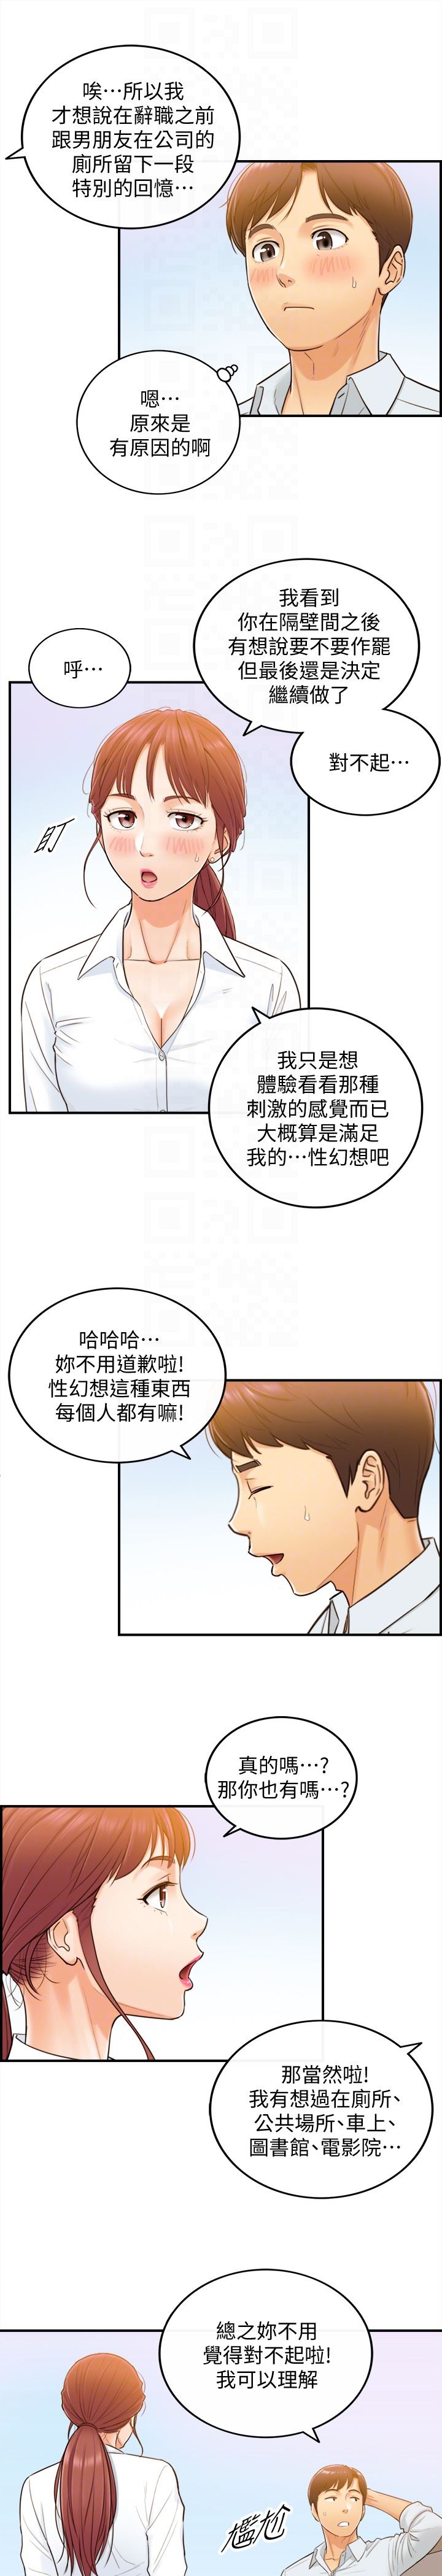 唉…所以我
才想說在辭職之前
跟男朋友在公司的
廁所留下一段
特別的回憶…
嗯…
原來是
有原因的啊
我看到
你在隔壁間之後
有想說要不要作罷
但最後還是決定
繼續做了
呼…
對不起…
盯
我只是想
體驗看看那種
刺激的感覺而已
大概算是滿足
我的…性幻想吧
哈哈哈…
妳不用道歉啦!
性幻想這種東西
每個人都有嘛!
真的嗎…?
那你也有嗎…?
那當然啦!
我有想過在廁所、
公共場所、車上、
圖書館、電影院…
總之妳不用
覺得對不起啦!
我可以理解
尷尬